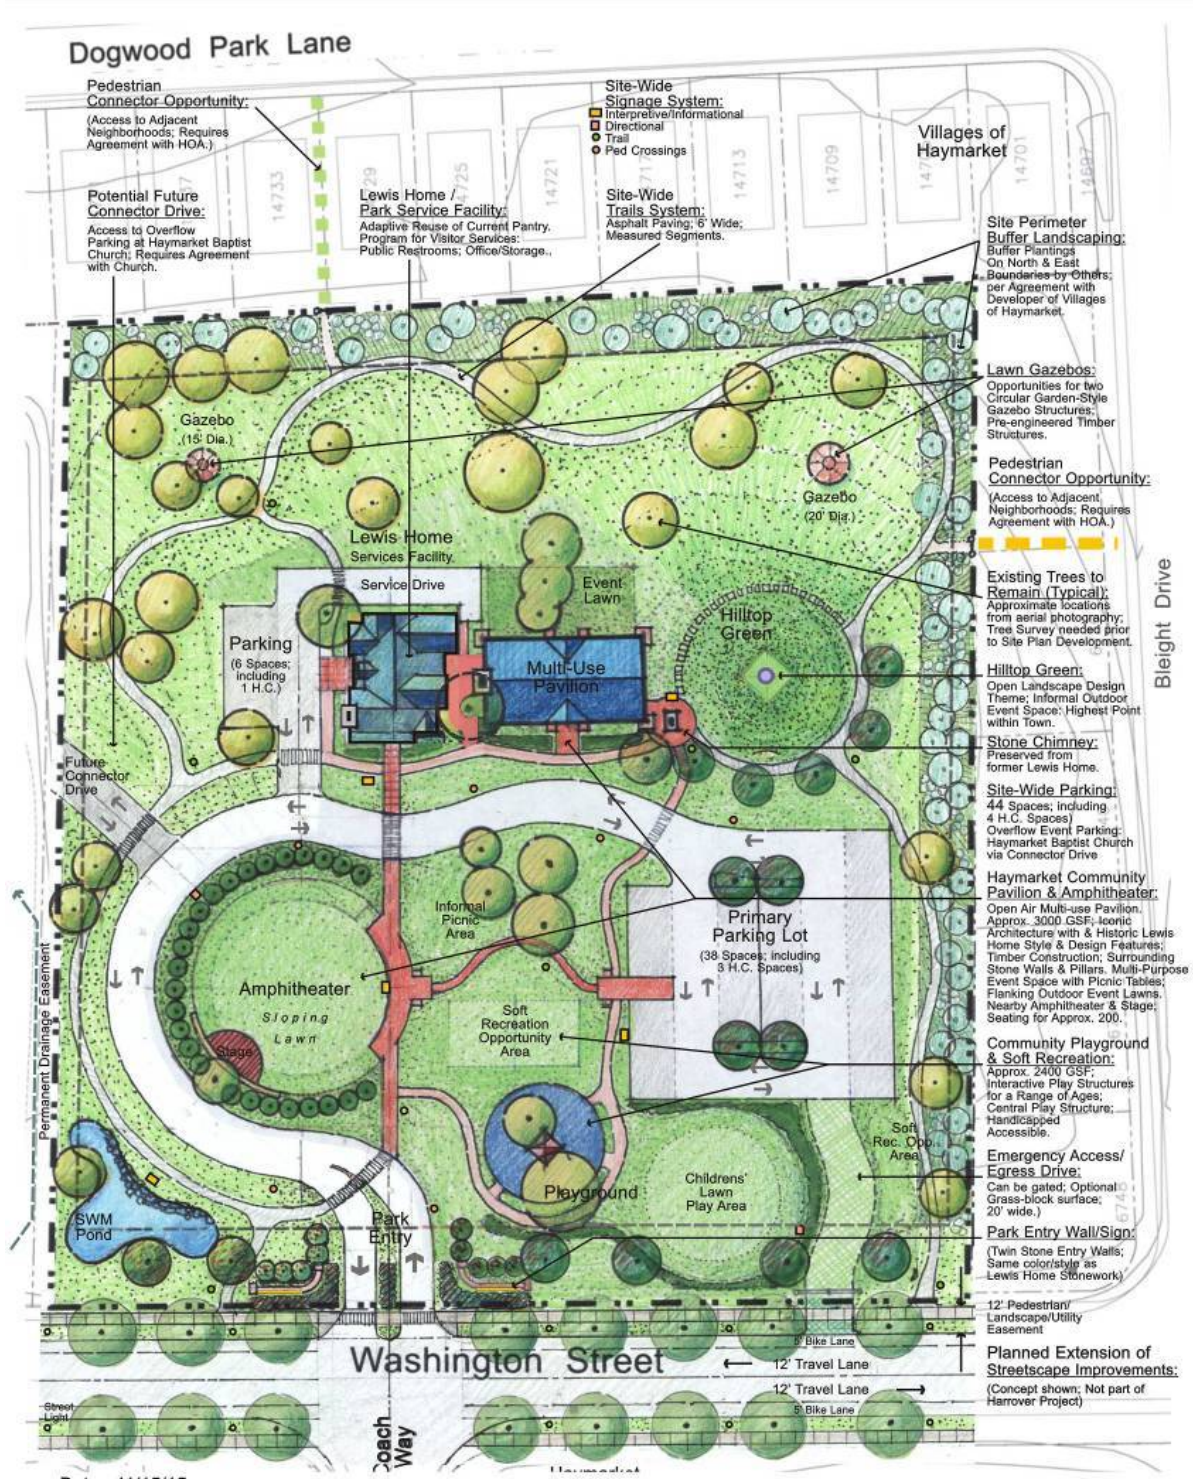 Dogwood Park Lane
Pedestrian
Connector Opportunity:
(Access to Adjacent
Neighborhoods; Requires
Agreement with HOA.)
Site-Wide
Signage System:
Interpretive/Informational
Directional
Trail
Ped Crossings
Villages of
Haymarket
14733
14721
14713
14709
14701
14697
Potential Future
Connector Drive:
Access to Overflow
Parking at Haymarket Baptist
Church; Requires Agreement
with Church.
Lewis Home /
Park Service Facility:
Adaptive Reuse of Current Pantry.
Program for Visitor Services:
Public Restrooms; Office/Storage.,
Site-Wide
Trails System:
Asphalt Paving; 6' Wide;
Measured Segments.
Site Perimeter
Buffer Landscaping:
Buffer Plantings
On North & East
Boundaries by Others;
per Agreement with
Developer of Villages
of Haymarket.
Lawn Gazebos:
Opportunities for two
Circular Garden-Style
Gazebo Structures;
Pre-engineered Timber
Structures.
Gazebo
(15' Dia.)
Gazebo
(20' Dia.)
Pedestrian
Connector Opportunity:
(Access to Adjacent
Neighborhoods; Requires
Agreement with HOA.)
Bleight Drive
Lewis Home
Services Facility
Service Drive
Event
Lawn
Hilltop
Green
Parking
(6 Spaces;
including
1 H.C.)
Multi-Use
Pavilion
Existing Trees to
Remain (Typical):
Approximate locations
from aerial photography;
Tree Survey needed prior
to Site Plan Development.
Hilltop Green:
Open Landscape Design
Theme; Informal Outdoor
Event Space; Highest Point
within Town.
Stone Chimney:
Preserved from
former Lewis Home.
Future
Connector
Drive
Site-Wide Parking:
44 Spaces; including
4 H.C. Spaces)
Overflow Event Parking:
Haymarket Baptist Church
via Connector Drive
Haymarket Community
Pavilion & Amphitheater:
Open Air Multi-use Pavilion.
Approx. 3000 GSF; Iconic
Architecture with & Historic Lewis
Home Style & Design Features;
Timber Construction; Surrounding
Stone Walls & Pillars. Multi-Purpose
Event Space with Picnic Tables;
Flanking Outdoor Event Lawns.
Nearby Amphitheater & Stage;
Seating for Approx. 200.
Informal
Picnic
Area
Primary
Parking Lot
(38 Spaces; including
3 H.C. Spaces)
Amphitheater
Sloping
Lawn
Stage
Permanent Drainage Easement
Soft
Recreation
Opportunity
Area
Community Playground
& Soft Recreation:
Approx. 2400 GSF;
Interactive Play Structures
for a Range of Ages;
Central Play Structure;
Handicapped
Accessible.
Soft
Rec. Opp.
Area
Playground
Childrens'
Lawn
Play Area
Emergency Access/
Egress Drive:
Can be gated; Optional
Grass-block surface;
20' wide.)
SWM
Pond
Park
Entry
Park Entry Wall/Sign:
(Twin Stone Entry Walls;
Same color/style as
Lewis Home Stonework)
6748
12' Pedestrian/
Landscape/Utility
Easement
5' Bike Lane
Washington Street
12' Travel Lane
12' Travel Lane
5' Bike Lane
Planned Extension of
Streetscape Improvements:
(Concept shown; Not part of
Harrover Project)
Street
Light
Coach
Way